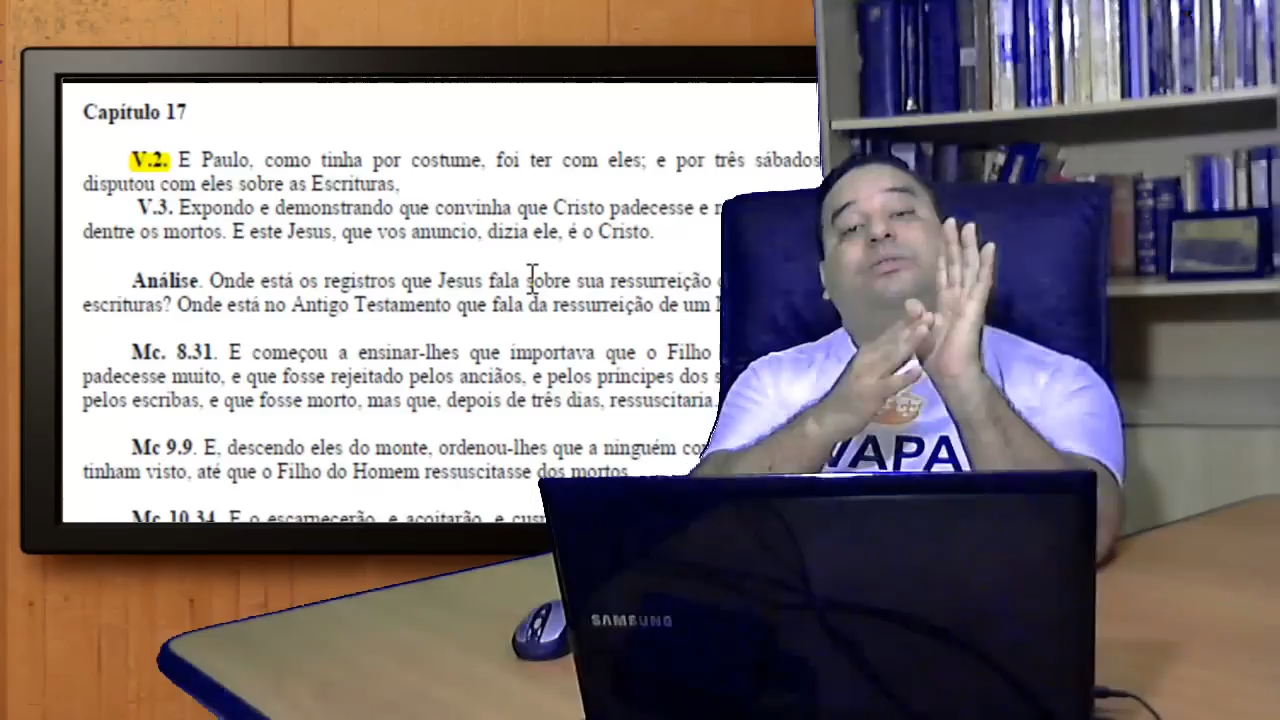 Capítulo 17
V.2. E Paulo, como tinha por costume, foi ter com eles; e por três sábados
disputou com eles sobre as Escrituras,
V.3. Expondo e demonstrando que convinha que Cristo padecesse e
dentre os mortos. E este Jesus, que vos anuncio, dizia ele, é o Cristo.
Análise. Onde está os registros que Jesus fala sobre sua ressurreição
escrituras? Onde está no Antigo Testamento que fala da ressurreição de um
Mc. 8.31. E começou a ensinar-lhes que importava que o Filho
padecesse muito, e que fosse rejeitado pelos anciãos, e pelos príncipes dos
pelos escribas, e que fosse morto, mas que, depois de três dias, ressuscitaria.
Mc 9.9. E, descendo eles do monte, ordenou-lhes que a ninguém
tinham visto, até que o Filho do Homem ressuscitasse dos mortos.
Mc 10.34. E o escarnecerão, e açoitarão, e
VAPA
SAMSUNG